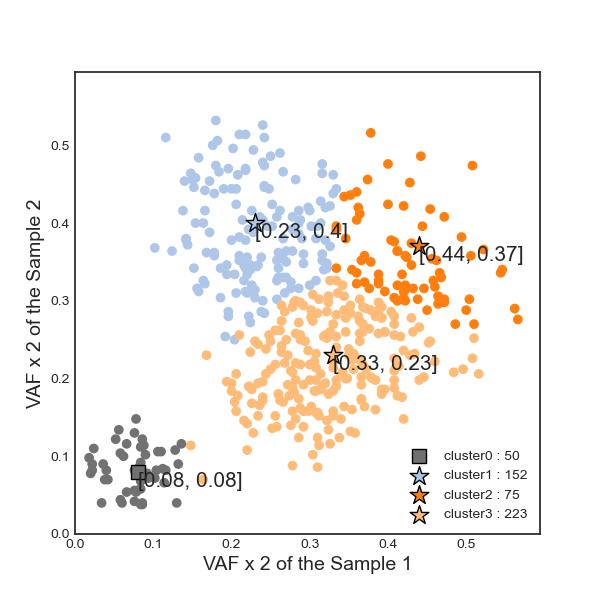 VAF x 2 of the Sample 2
0.5
0.4
0.3
0.2
0.1
0.0
[0.23, 0.4]
[0.44, 0.37]
[0.33, 0.23]
[0.08, 0.08]
cluster0 : 50
cluster1 : 152
cluster2 : 75
cluster3 : 223
0.0 0.1 0.2 0.3 0.4 0.5
VAF x 2 of the Sample 1